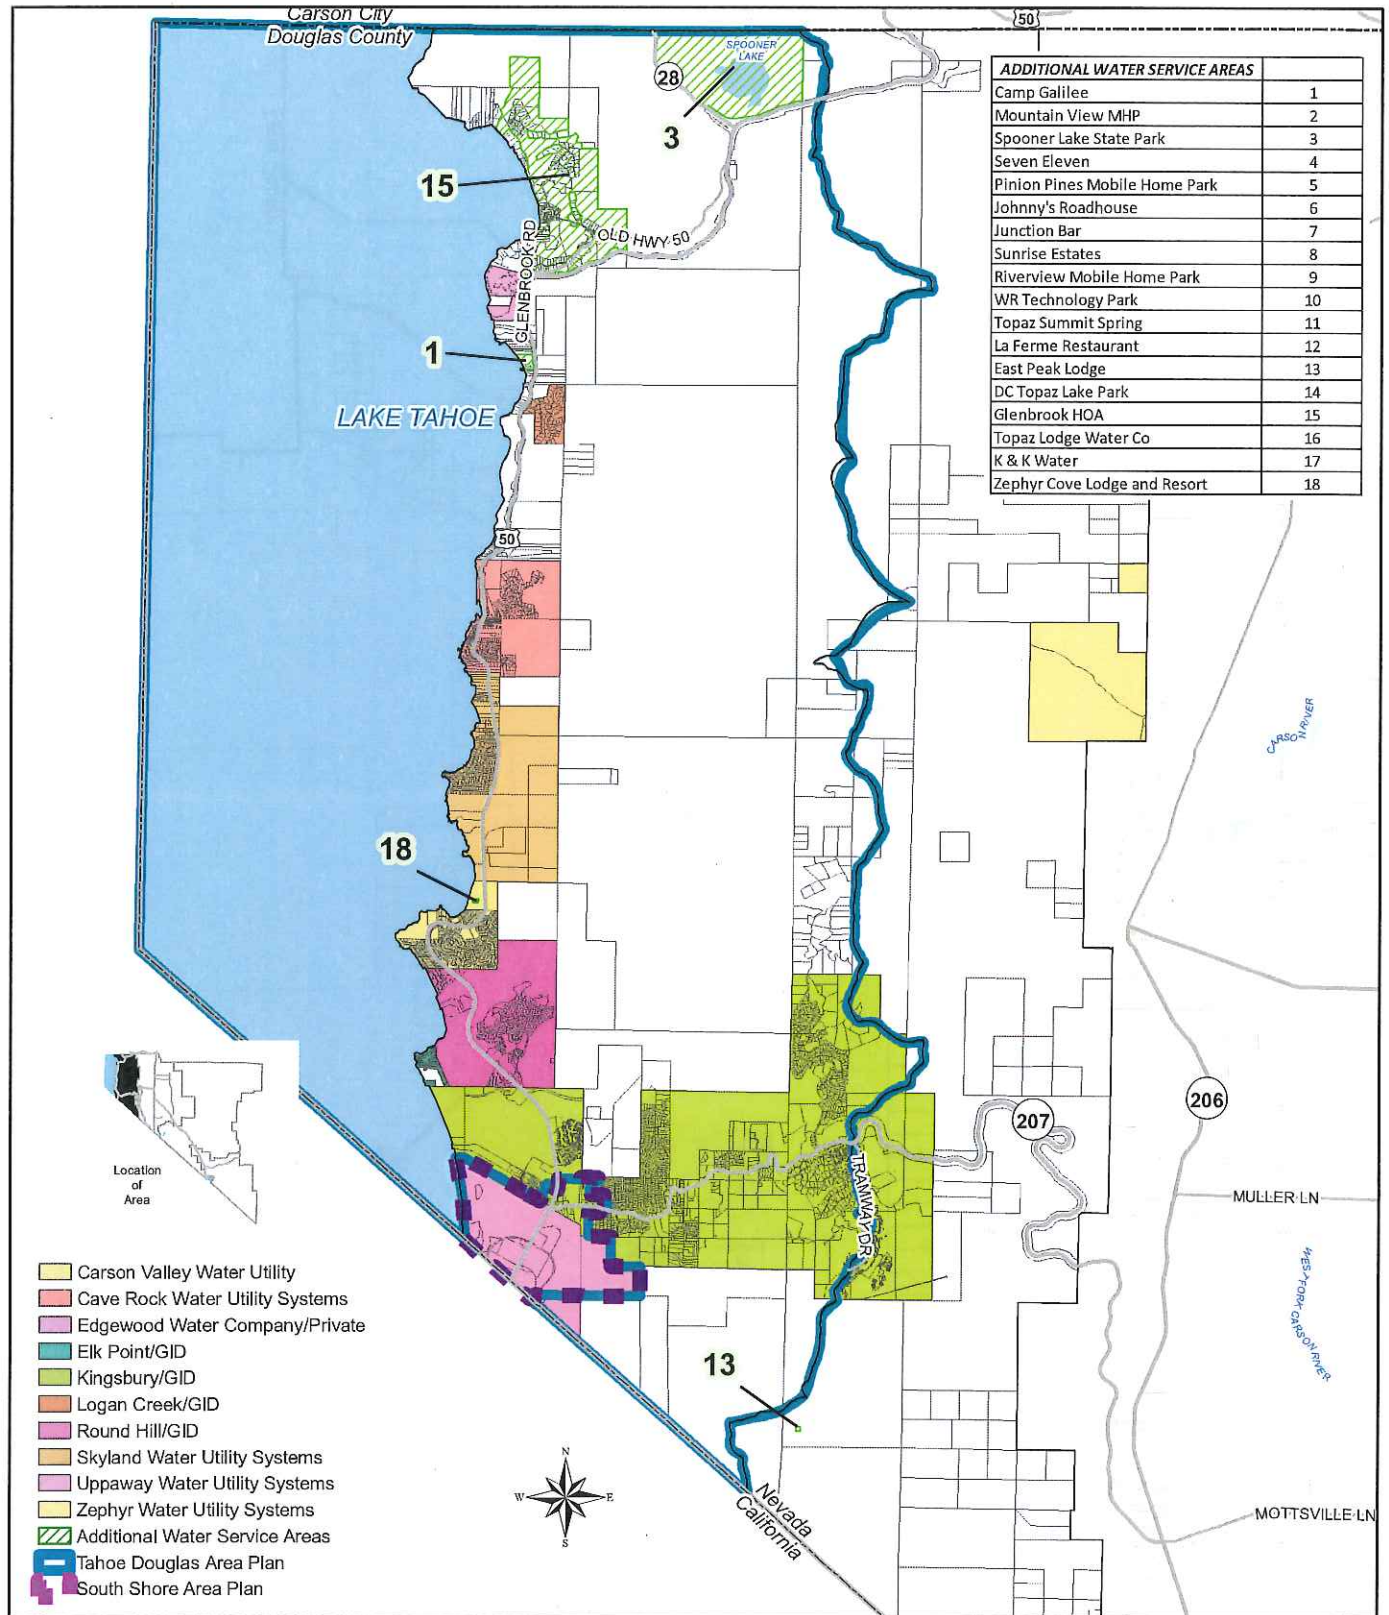 Carson City
Douglas County
50
SPOONER
LAKE
28
3
15
OLD HWY 50
GLENBROOK RD
1
LAKE TAHOE
50
ADDITIONAL WATER SERVICE AREAS
Camp Galilee 1
Mountain View MHP 2
Spooner Lake State Park 3
Seven Eleven 4
Pinion Pines Mobile Home Park 5
Johnny's Roadhouse 6
Junction Bar 7
Sunrise Estates 8
Riverview Mobile Home Park 9
WR Technology Park 10
Topaz Summit Spring 11
La Ferme Restaurant 12
East Peak Lodge 13
DC Topaz Lake Park 14
Glenbrook HOA 15
Topaz Lodge Water Co 16
K & K Water 17
Zephyr Cove Lodge and Resort 18
CARSON RIVER
18
206
207
TRAMWAY DR
MULLER LN
WEST FORK CARSON RIVER
13
Nevada
California
MOTTSVILLE LN
Location
of
Area
Carson Valley Water Utility
Cave Rock Water Utility Systems
Edgewood Water Company/Private
Elk Point/GID
Kingsbury/GID
Logan Creek/GID
Round Hill/GID
Skyland Water Utility Systems
Uppaway Water Utility Systems
Zephyr Water Utility Systems
Additional Water Service Areas
Tahoe Douglas Area Plan
South Shore Area Plan
N
W E
S